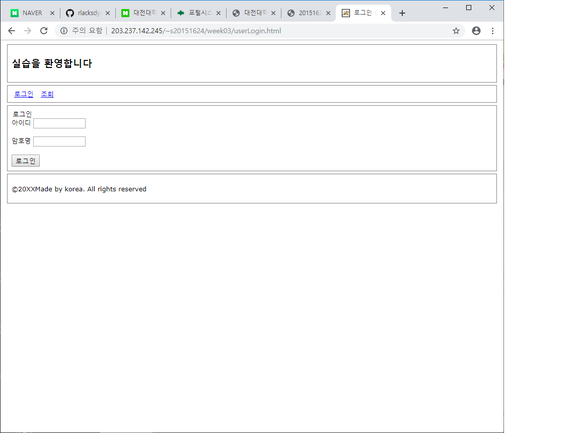 NAVER
rlacksdy
대전대학
포털시스
대전대학
2015162
로그인
주의 요함 | 203.237.142.245/~s20151624/week03/userLogin.html
실습을 환영합니다
로그인 조회
로그인
아이디
암호명
로그인
©20XXMade by korea. All rights reserved